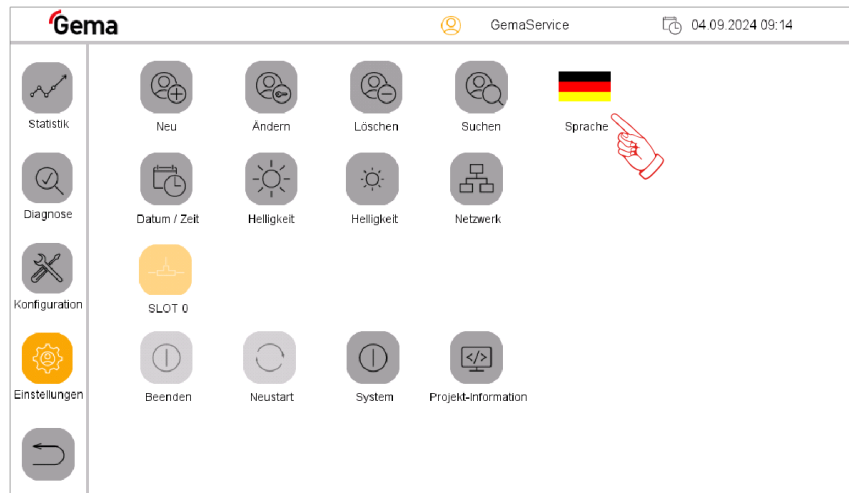 Gema
GemaService
04.09.2024 09:14
Statistik
Neu
Ändern
Löschen
Suchen
Sprache
Diagnose
Datum / Zeit
Helligkeit
Helligkeit
Netzwerk
Konfiguration
SLOT 0
Einstellungen
Beenden
Neustart
System
</>
Projekt-Information